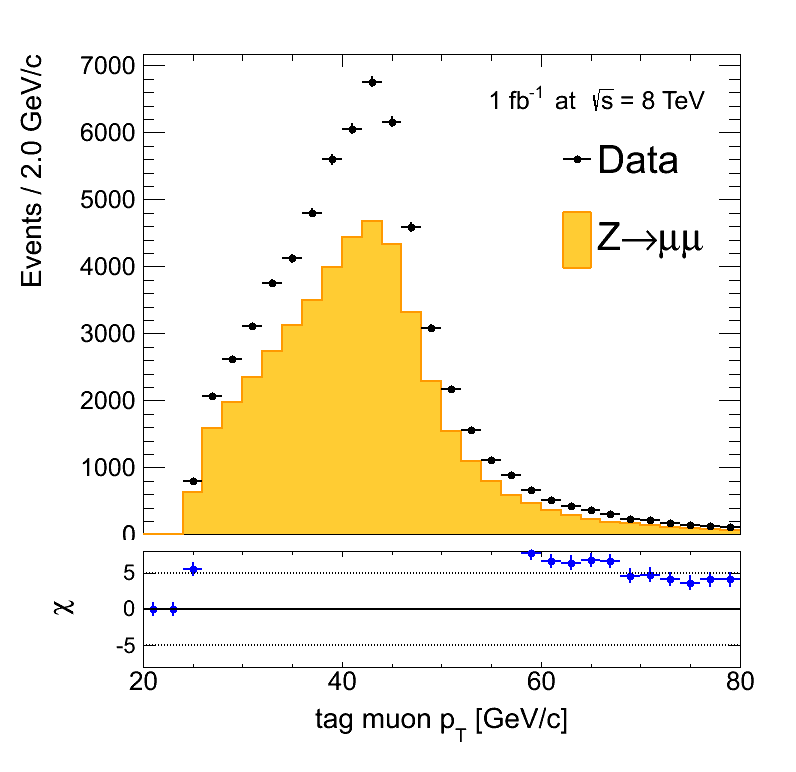 Events / 2.0 GeV/c
7000
6000
5000
4000
3000
2000
1000
0
1 fb⁻¹ at √s = 8 TeV
Data
Z→μμ
χ
5
0
-5
20 40 60 80
tag muon p_T [GeV/c]